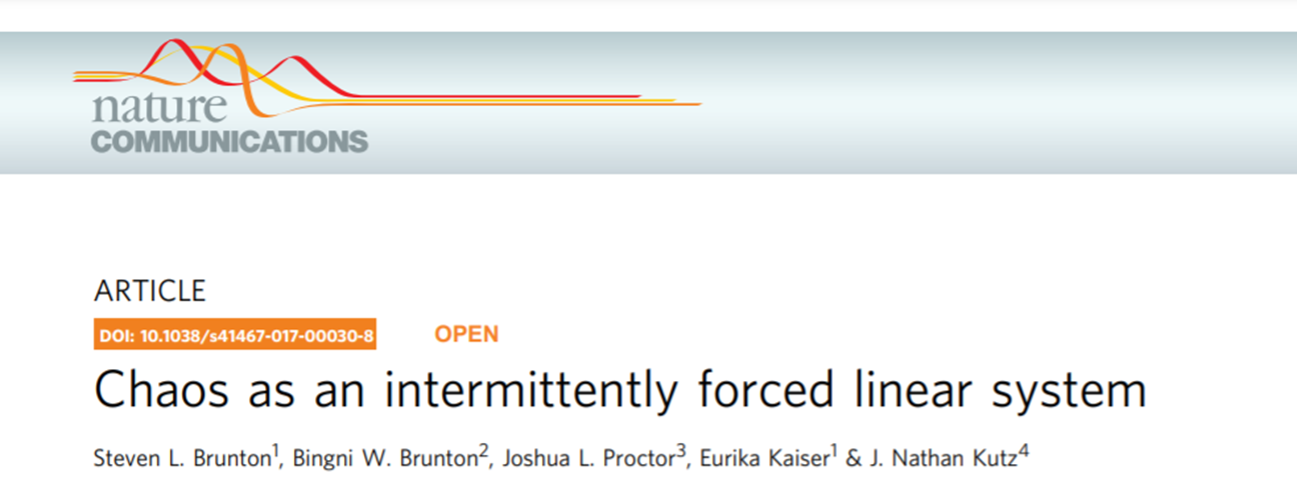 nature
COMMUNICATIONS
ARTICLE
DOI: 10.1038/s41467-017-00030-8 OPEN
Chaos as an intermittently forced linear system
Steven L. Brunton1, Bingni W. Brunton2, Joshua L. Proctor3, Eurika Kaiser1 & J. Nathan Kutz4